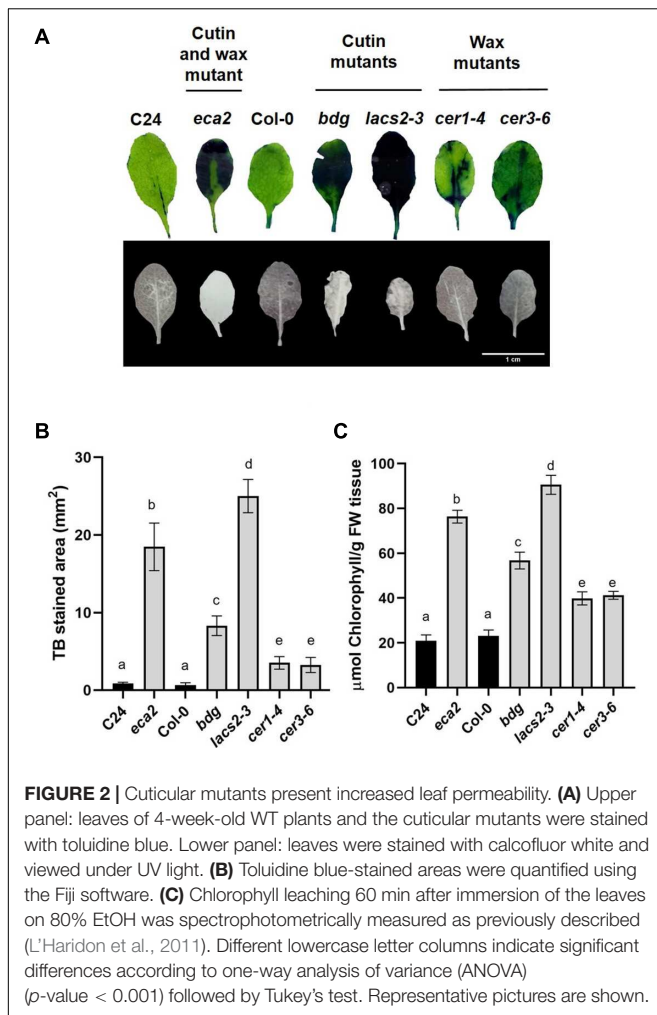 A
Cutin
and wax
mutant
Cutin
mutants
Wax
mutants
C24 eca2 Col-0 bdg lacs2-3 cer1-4 cer3-6
1 cm
B
TB stained area (mm²)
30
20
10
0
a b a c d e e
C24 eca2 Col-0 bdg lacs2-3 cer1-4 cer3-6
C
μmol Chlorophyll/g FW tissue
100
80
60
40
20
0
a b a c d e e
C24 eca2 Col-0 bdg lacs2-3 cer1-4 cer3-6
FIGURE 2 | Cuticular mutants present increased leaf permeability. (A) Upper
panel: leaves of 4-week-old WT plants and the cuticular mutants were stained
with toluidine blue. Lower panel: leaves were stained with calcofluor white and
viewed under UV light. (B) Toluidine blue-stained areas were quantified using
the Fiji software. (C) Chlorophyll leaching 60 min after immersion of the leaves
on 80% EtOH was spectrophotometrically measured as previously described
(L'Haridon et al., 2011). Different lowercase letter columns indicate significant
differences according to one-way analysis of variance (ANOVA)
(p-value < 0.001) followed by Tukey's test. Representative pictures are shown.